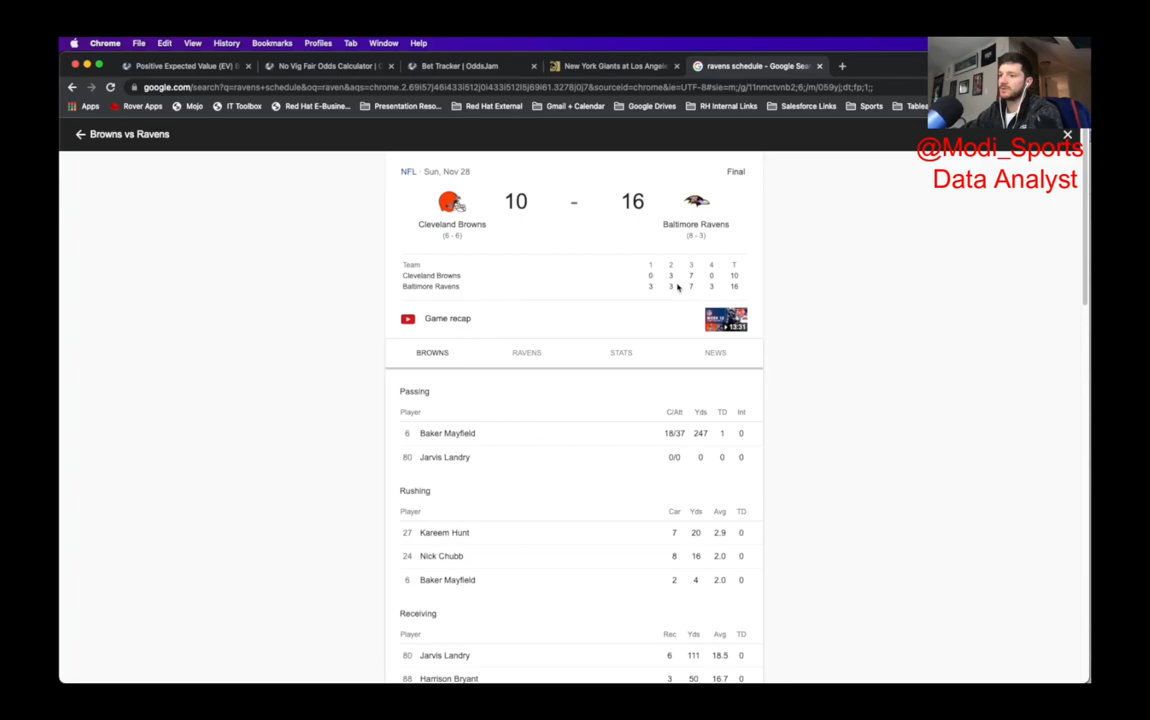 Chrome File Edit View History Bookmarks Profiles Tab Window Help
Positive Expected Value (EV) B No Vig Fair Odds Calculator | O Bet Tracker | OddsJam New York Giants at Los Angele ravens schedule - Google Sea
Apps Rover Apps Mojo IT Toolbox Red Hat E-Busine... Presentation Reso... Red Hat External Gmail + Calendar Google Drives RH Internal Links Salesforce Links Sports Tablea
Browns vs Ravens
@Modi_Sports
Data Analyst
NFL · Sun, Nov 28 Final
10 - 16
Cleveland Browns Baltimore Ravens
(6 - 6) (8 - 3)
Team 1 2 3 4 T
Cleveland Browns 0 3 7 0 10
Baltimore Ravens 3 3 7 3 16
Game recap 13:31
BROWNS RAVENS STATS NEWS
Passing
Player C/Att Yds TD Int
6 Baker Mayfield 18/37 247 1 0
80 Jarvis Landry 0/0 0 0 0
Rushing
Player Car Yds Avg TD
27 Kareem Hunt 7 20 2.9 0
24 Nick Chubb 8 16 2.0 0
6 Baker Mayfield 2 4 2.0 0
Receiving
Player Rec Yds Avg TD
80 Jarvis Landry 6 111 18.5 0
88 Harrison Bryant 3 50 16.7 0